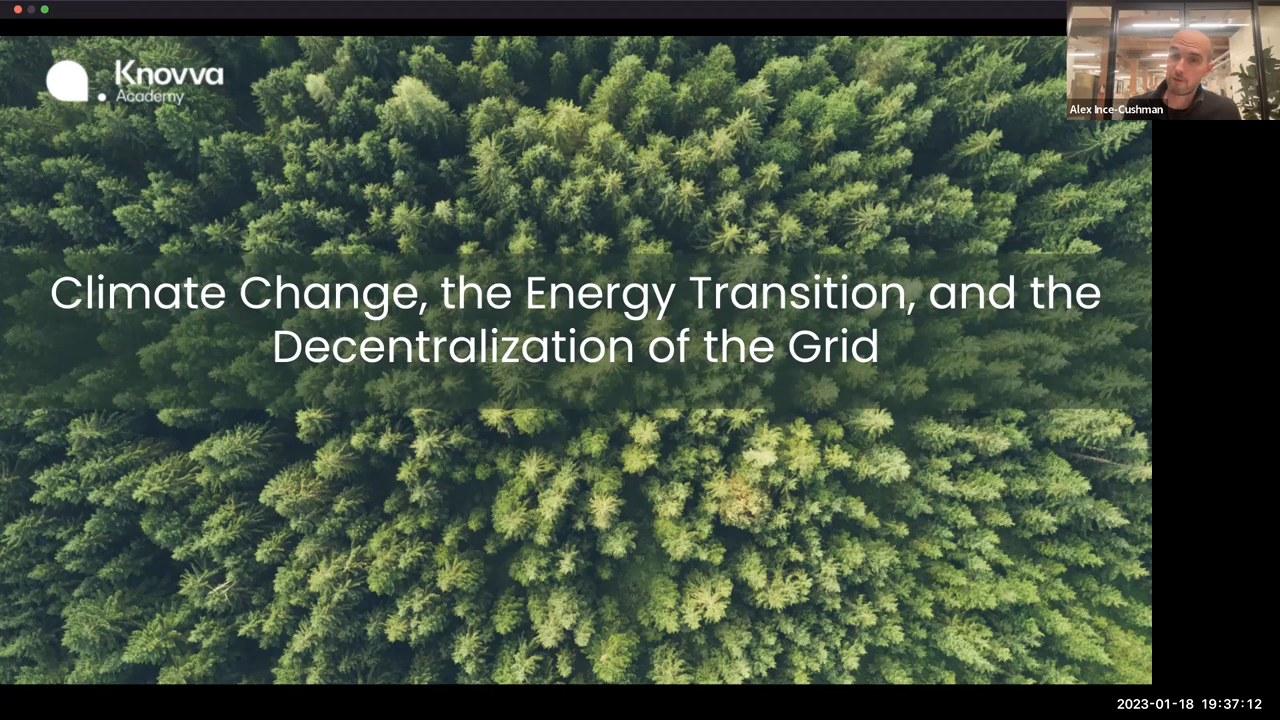 Knovva
Academy
Alex Ince-Cushman
Climate Change, the Energy Transition, and the
Decentralization of the Grid
2023-01-18 19:37:12